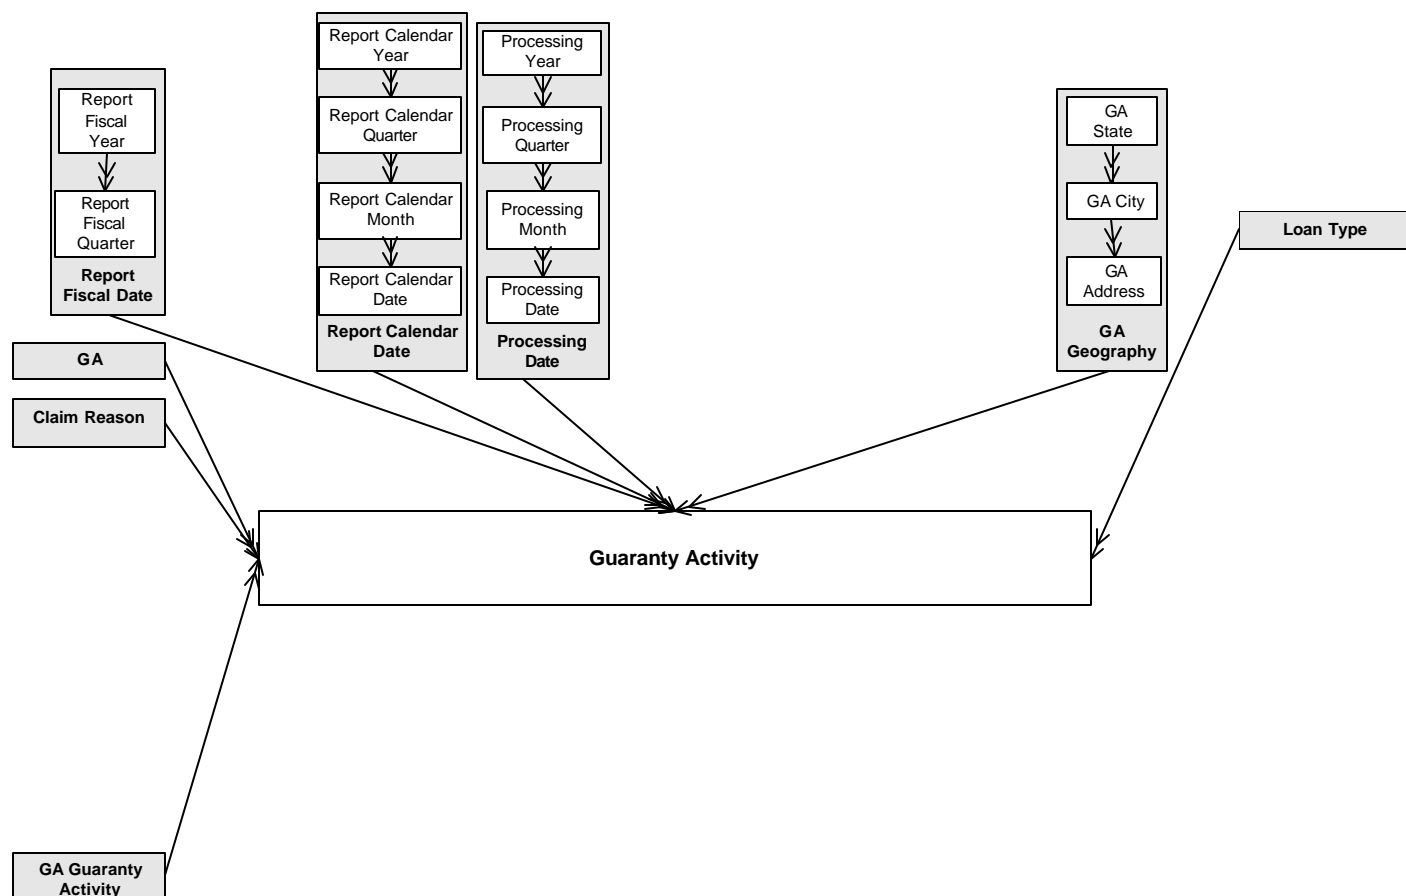 Report
Fiscal
Year
Report
Fiscal
Quarter
Report
Fiscal Date
Report Calendar
Year
Report Calendar
Quarter
Report Calendar
Month
Report Calendar
Date
Report Calendar
Date
Processing
Year
Processing
Quarter
Processing
Month
Processing
Date
Processing
Date
GA
State
GA City
GA
Address
GA
Geography
Loan Type
GA
Claim Reason
Guaranty Activity
GA Guaranty
Activity